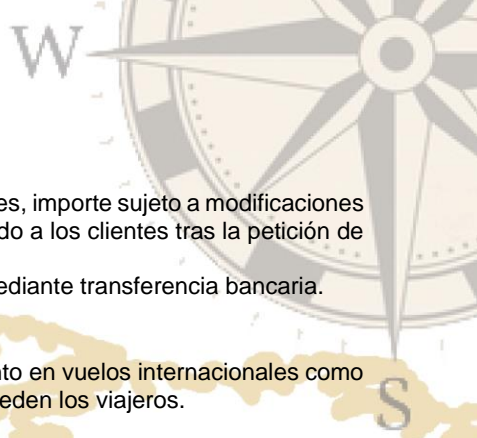 W
es, importe sujeto a modificaciones
do a los clientes tras la petición de
ediante transferencia bancaria.
nto en vuelos internacionales como
eden los viajeros.
S